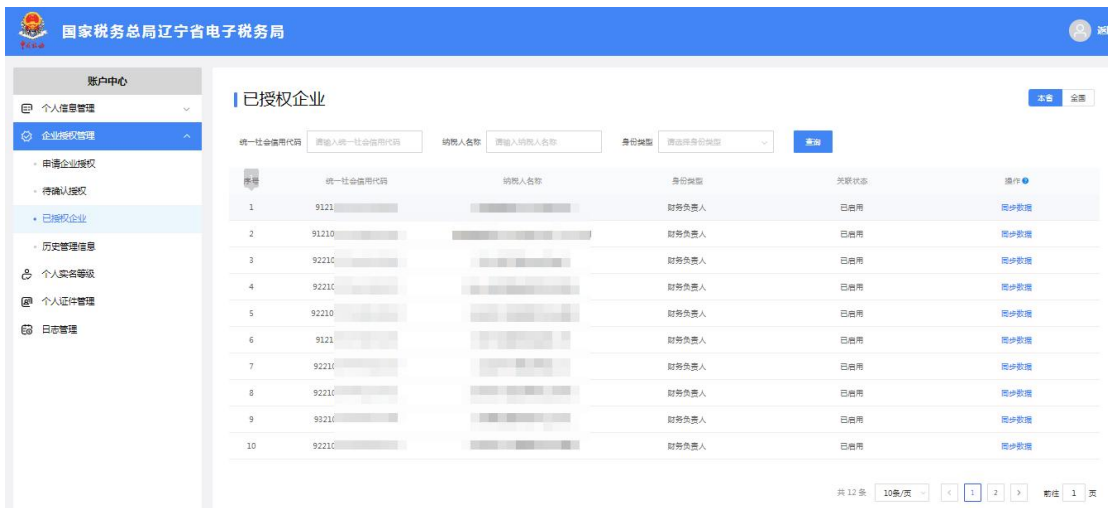 国家税务总局辽宁省电子税务局
账户中心
个人信息管理
企业授权管理
申请企业授权
待确认授权
已授权企业
历史管理信息
个人实名等级
个人证件管理
日志管理
已授权企业
本省 全国
统一社会信用代码 请输入统一社会信用代码 纳税人名称 请输入纳税人名称 身份类型 请选择身份类型 查询
序号 统一社会信用代码 纳税人名称 身份类型 关联状态 操作
1 9121 财务负责人 已启用 同步数据
2 91210 财务负责人 已启用 同步数据
3 92210 财务负责人 已启用 同步数据
4 92210 财务负责人 已启用 同步数据
5 92210 财务负责人 已启用 同步数据
6 9121 财务负责人 已启用 同步数据
7 92210 财务负责人 已启用 同步数据
8 92210 财务负责人 已启用 同步数据
9 93210 财务负责人 已启用 同步数据
10 92210 财务负责人 已启用 同步数据
共 12 条 10条/页 1 2 前往 1 页